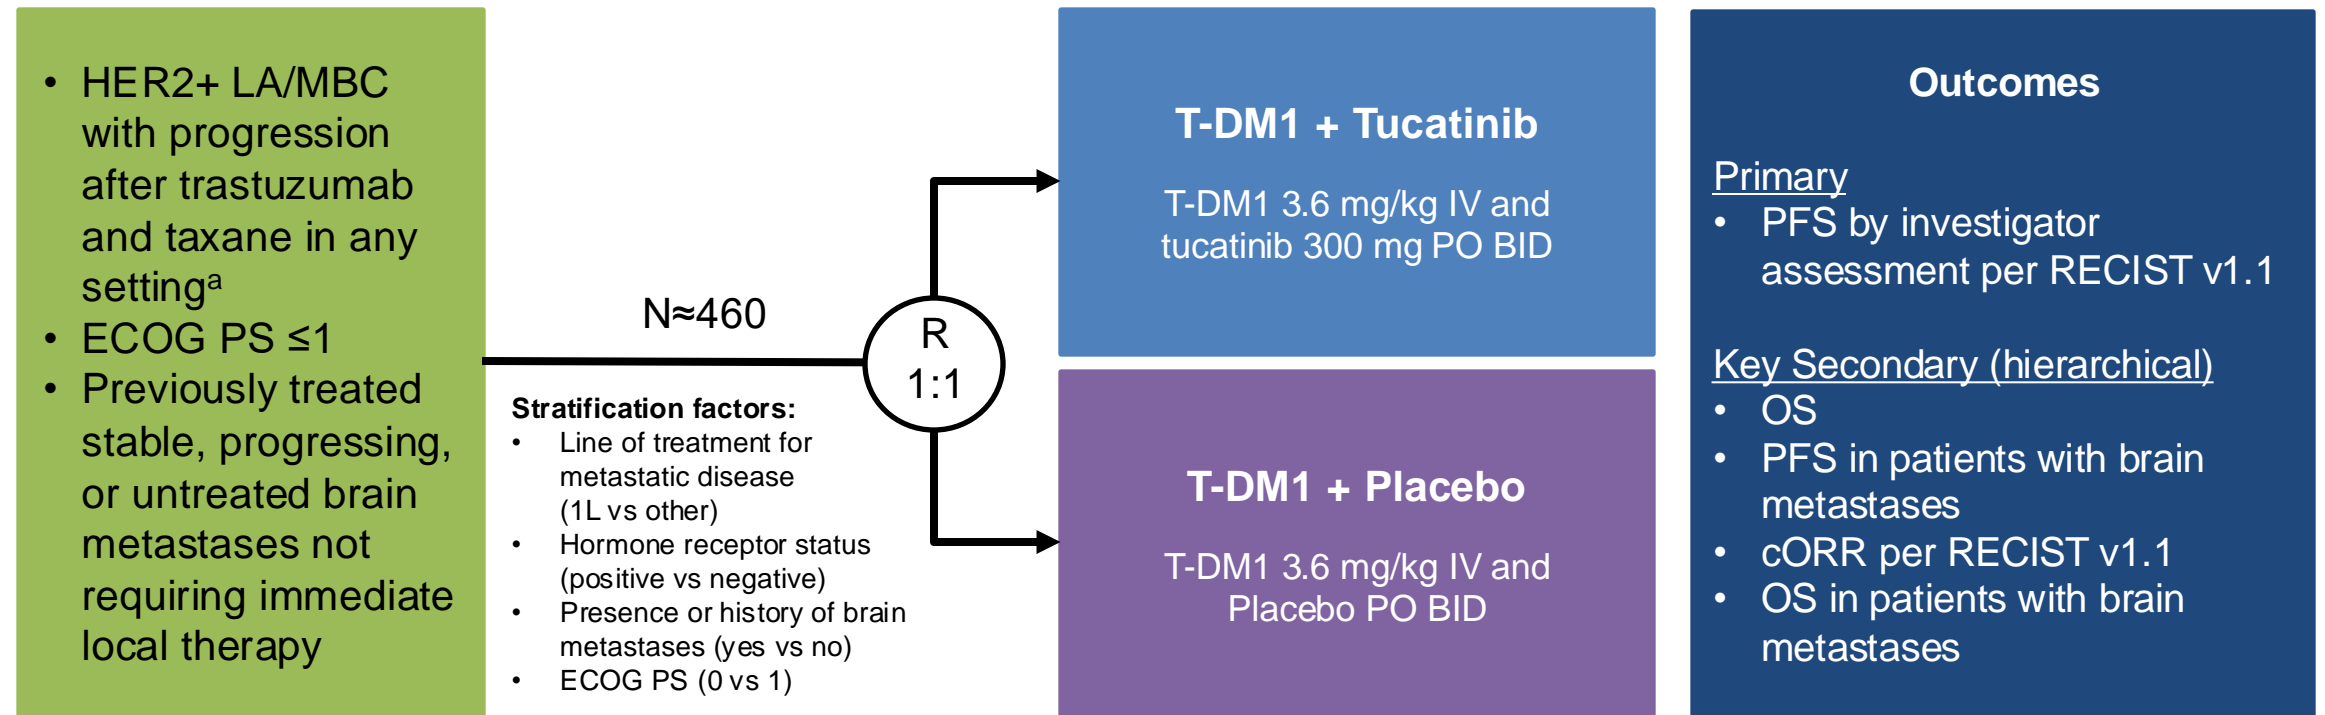 • HER2+ LA/MBC
with progression
after trastuzumab
and taxane in any
settingᵃ
• ECOG PS ≤1
• Previously treated
stable, progressing,
or untreated brain
metastases not
requiring immediate
local therapy
N≈460
R
1:1
Stratification factors:
• Line of treatment for
metastatic disease
(1L vs other)
• Hormone receptor status
(positive vs negative)
• Presence or history of brain
metastases (yes vs no)
• ECOG PS (0 vs 1)
T-DM1 + Tucatinib
T-DM1 3.6 mg/kg IV and
tucatinib 300 mg PO BID
T-DM1 + Placebo
T-DM1 3.6 mg/kg IV and
Placebo PO BID
Outcomes
Primary
• PFS by investigator
assessment per RECIST v1.1
Key Secondary (hierarchical)
• OS
• PFS in patients with brain
metastases
• cORR per RECIST v1.1
• OS in patients with brain
metastases